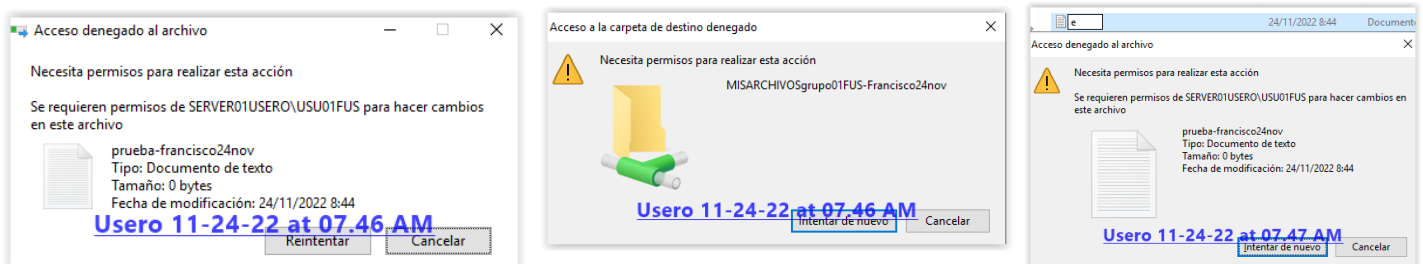 Acceso denegado al archivo
Necesita permisos para realizar esta acción
Se requieren permisos de SERVER01USERO\USU01FUS para hacer cambios
en este archivo
prueba-francisco24nov
Tipo: Documento de texto
Tamaño: 0 bytes
Fecha de modificación: 24/11/2022 8:44
Usero 11-24-22 at 07.46 AM
Reintentar
Cancelar
Acceso a la carpeta de destino denegado
Necesita permisos para realizar esta acción
MISARCHIVOSgrupo01FUS-Francisco24nov
Usero 11-24-22 at 07.46 AM
Intentar de nuevo
Cancelar
e
24/11/2022 8:44
Documento
Acceso denegado al archivo
Necesita permisos para realizar esta acción
Se requieren permisos de SERVER01USERO\USU01FUS para hacer cambios en
este archivo
prueba-francisco24nov
Tipo: Documento de texto
Tamaño: 0 bytes
Fecha de modificación: 24/11/2022 8:44
Usero 11-24-22 at 07.47 AM
Intentar de nuevo
Cancelar